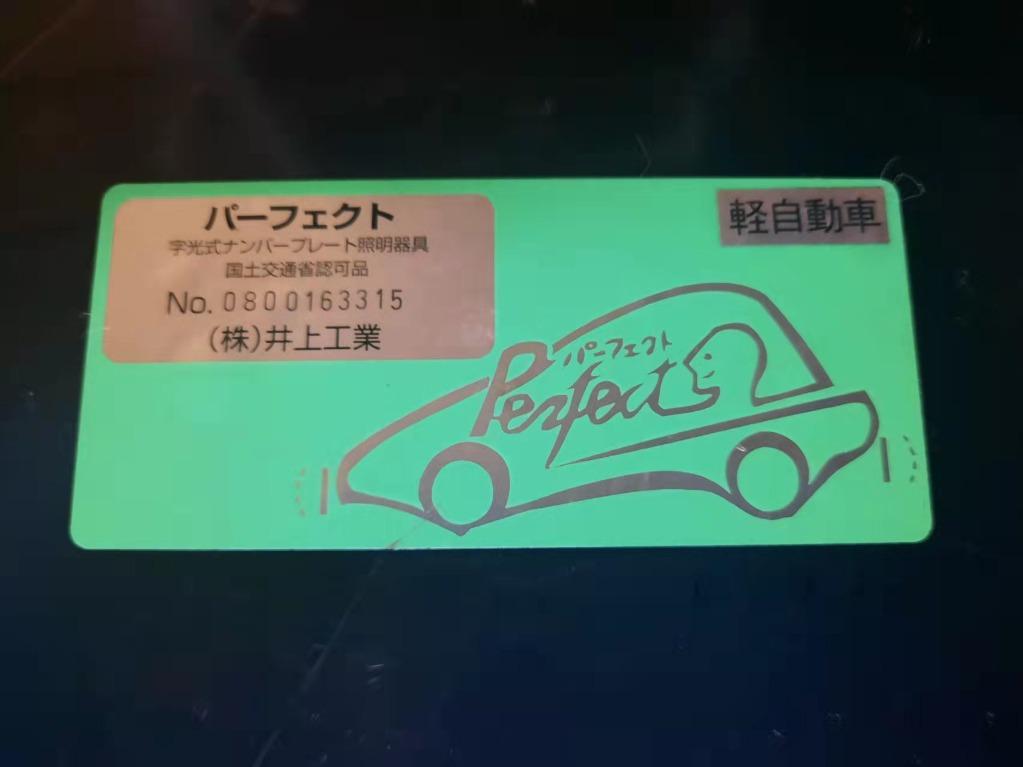 パーフェクト
字光式ナンバープレート照明器具
国土交通省認可品
No. 0800163315
(株)井上工業
軽自動車
パーフェクト
Perfect